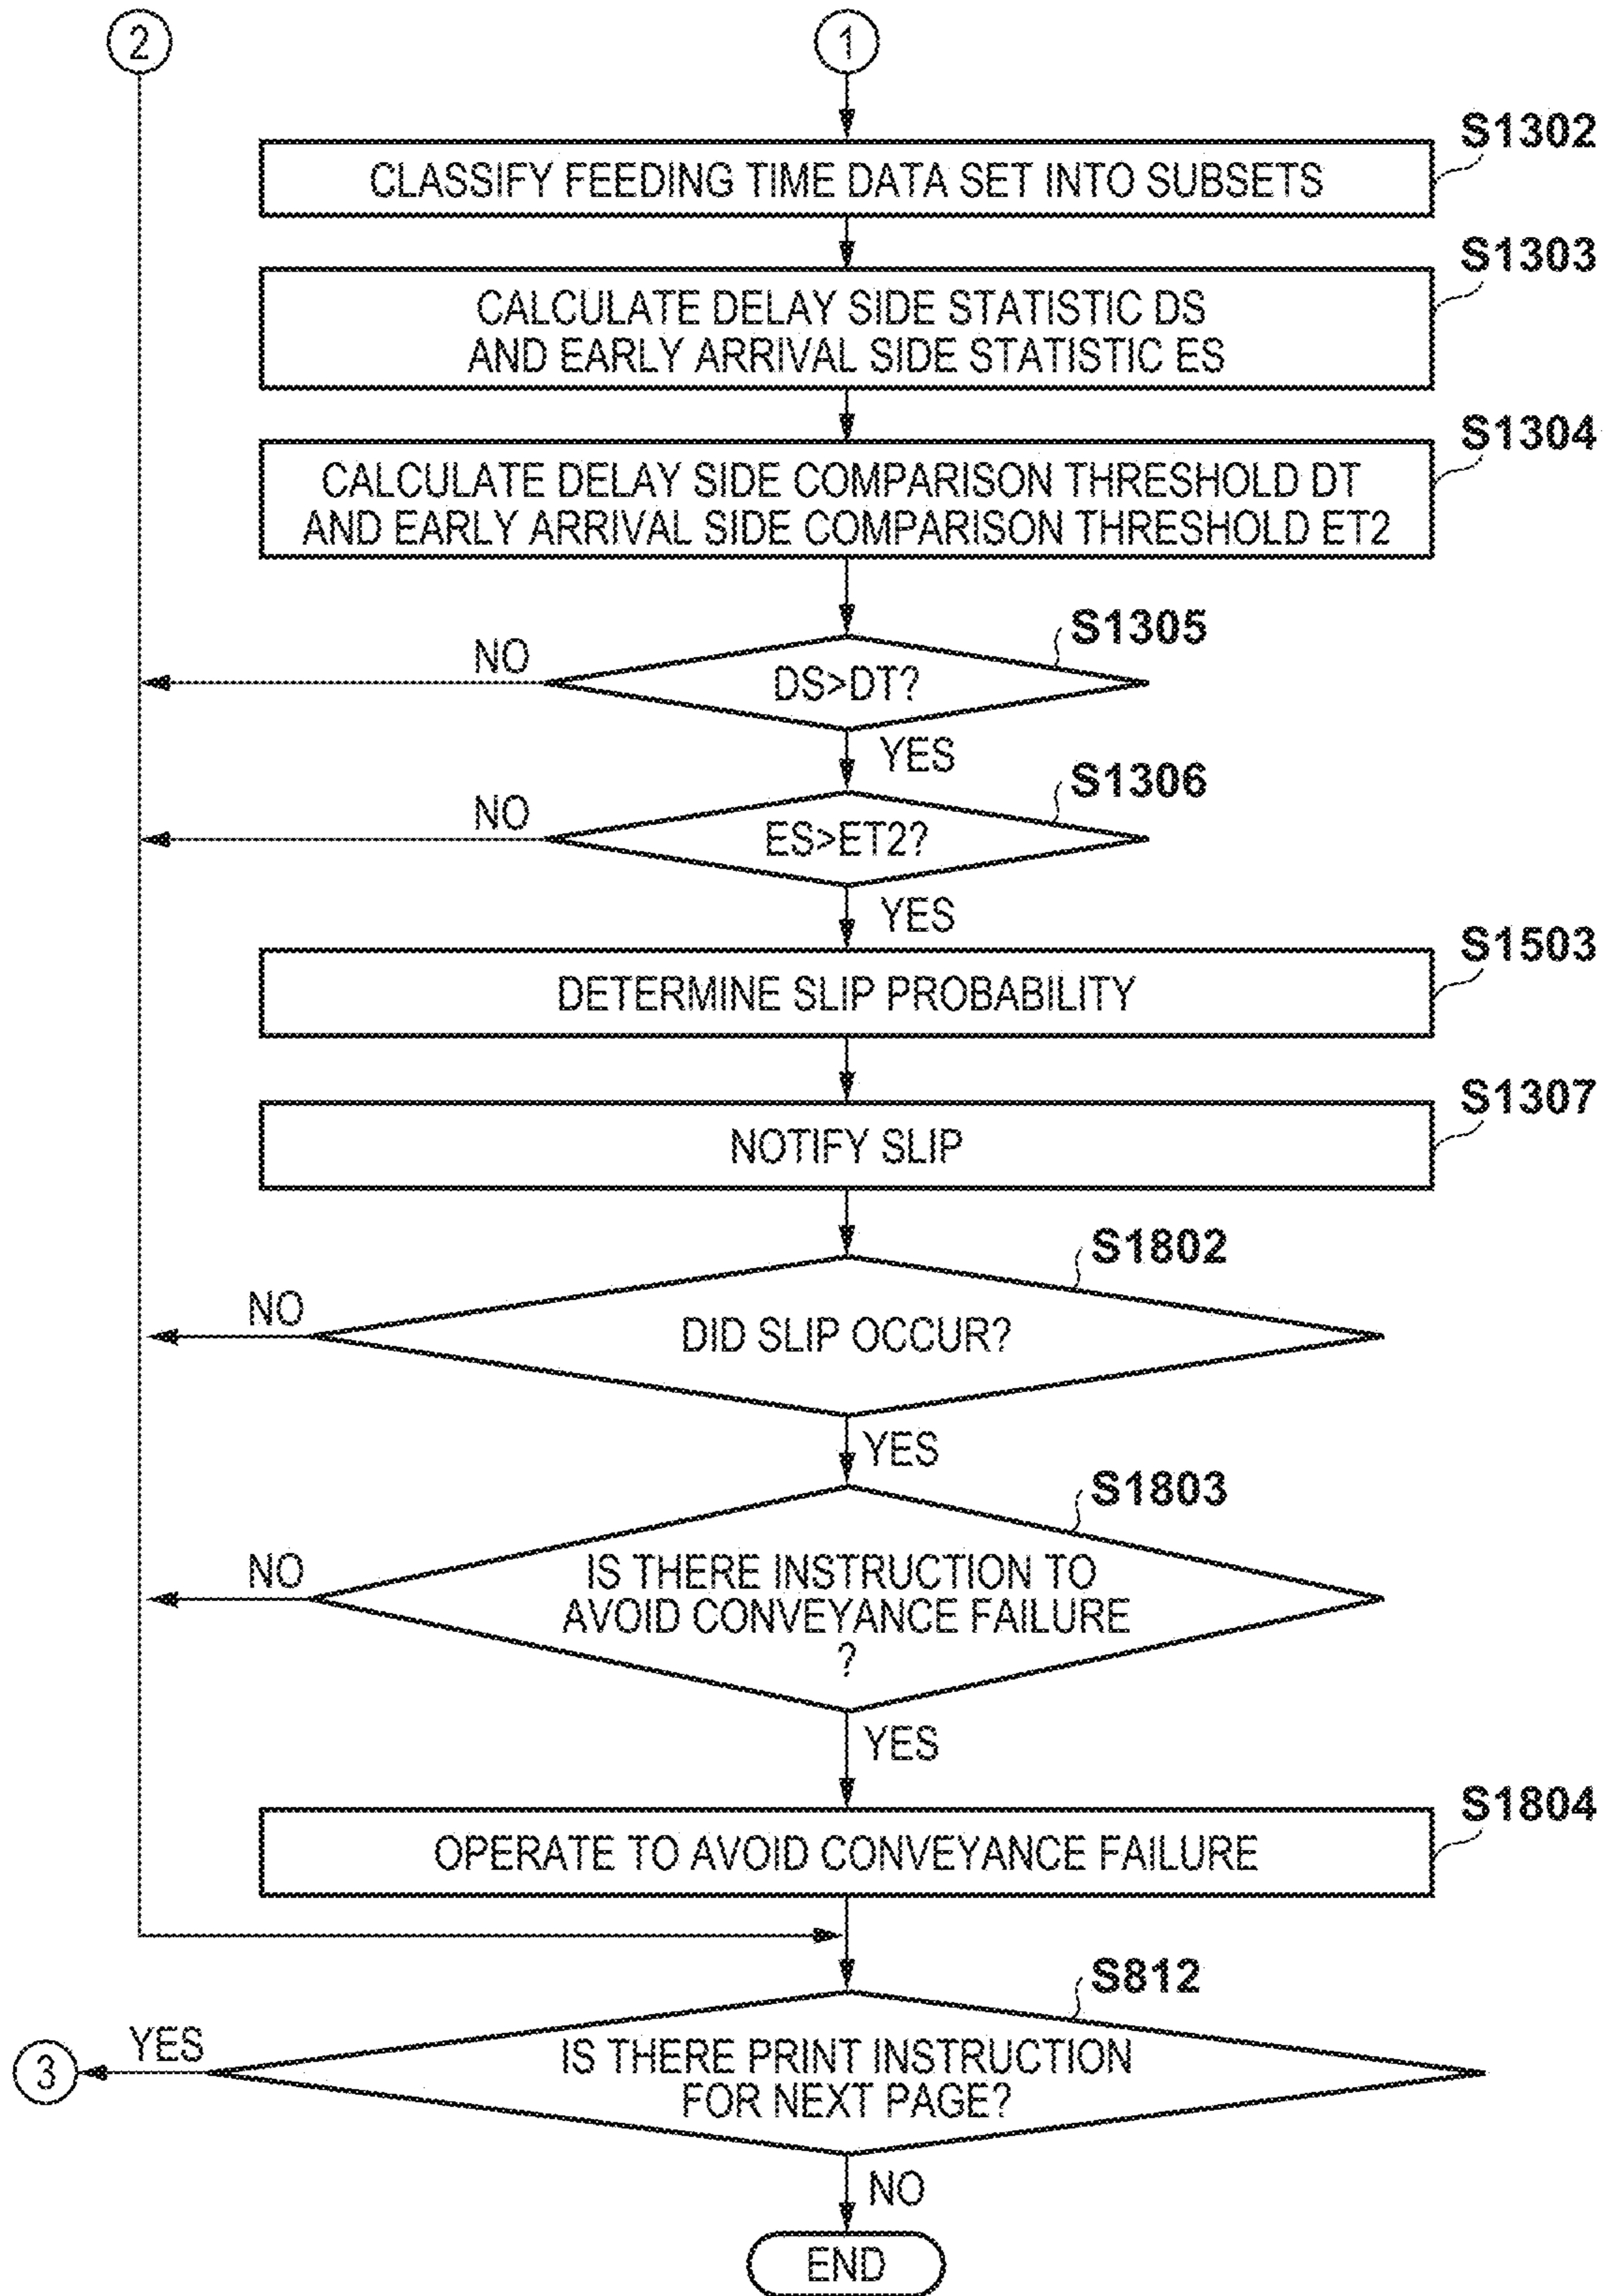 2
1
S1302
CLASSIFY FEEDING TIME DATA SET INTO SUBSETS
S1303
CALCULATE DELAY SIDE STATISTIC DS
AND EARLY ARRIVAL SIDE STATISTIC ES
S1304
CALCULATE DELAY SIDE COMPARISON THRESHOLD DT
AND EARLY ARRIVAL SIDE COMPARISON THRESHOLD ET2
S1305
NO
DS>DT?
YES
S1306
NO
ES>ET2?
YES
S1503
DETERMINE SLIP PROBABILITY
S1307
NOTIFY SLIP
S1802
NO
DID SLIP OCCUR?
YES
S1803
NO
IS THERE INSTRUCTION TO
AVOID CONVEYANCE FAILURE
?
YES
S1804
OPERATE TO AVOID CONVEYANCE FAILURE
S812
YES
3
IS THERE PRINT INSTRUCTION
FOR NEXT PAGE?
NO
END